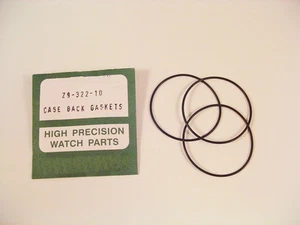 28-322-10
CASE BACK GASKETS
HIGH PRECISION
WATCH PARTS